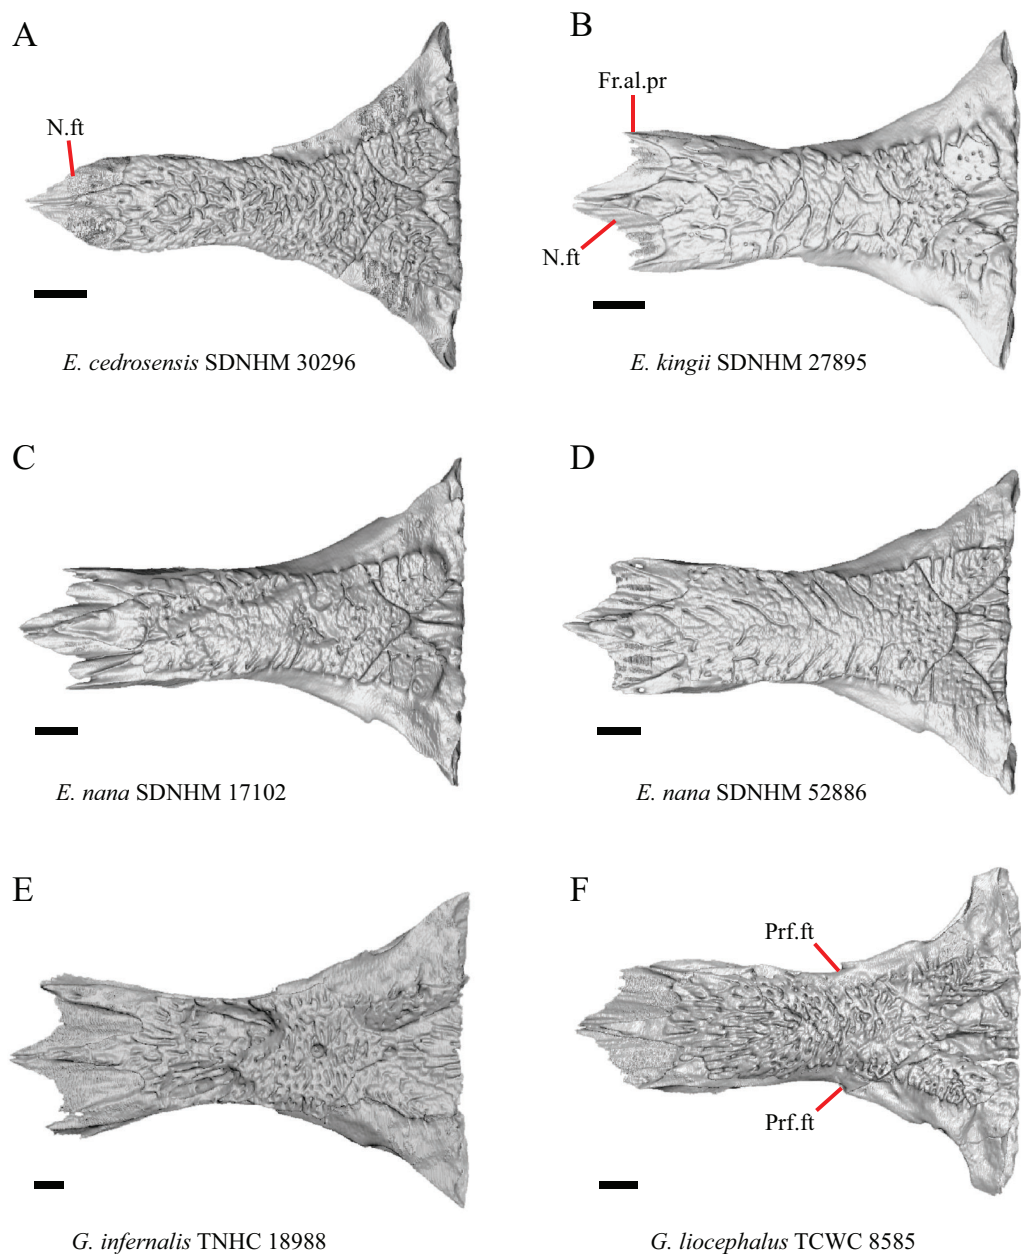 A
B
Fr.al.pr
N.ft
N.ft
E. cedrosensis SDNHM 30296
E. kingii SDNHM 27895
C
D
E. nana SDNHM 17102
E. nana SDNHM 52886
E
F
Prf.ft
Prf.ft
G. infernalis TNHC 18988
G. liocephalus TCWC 8585